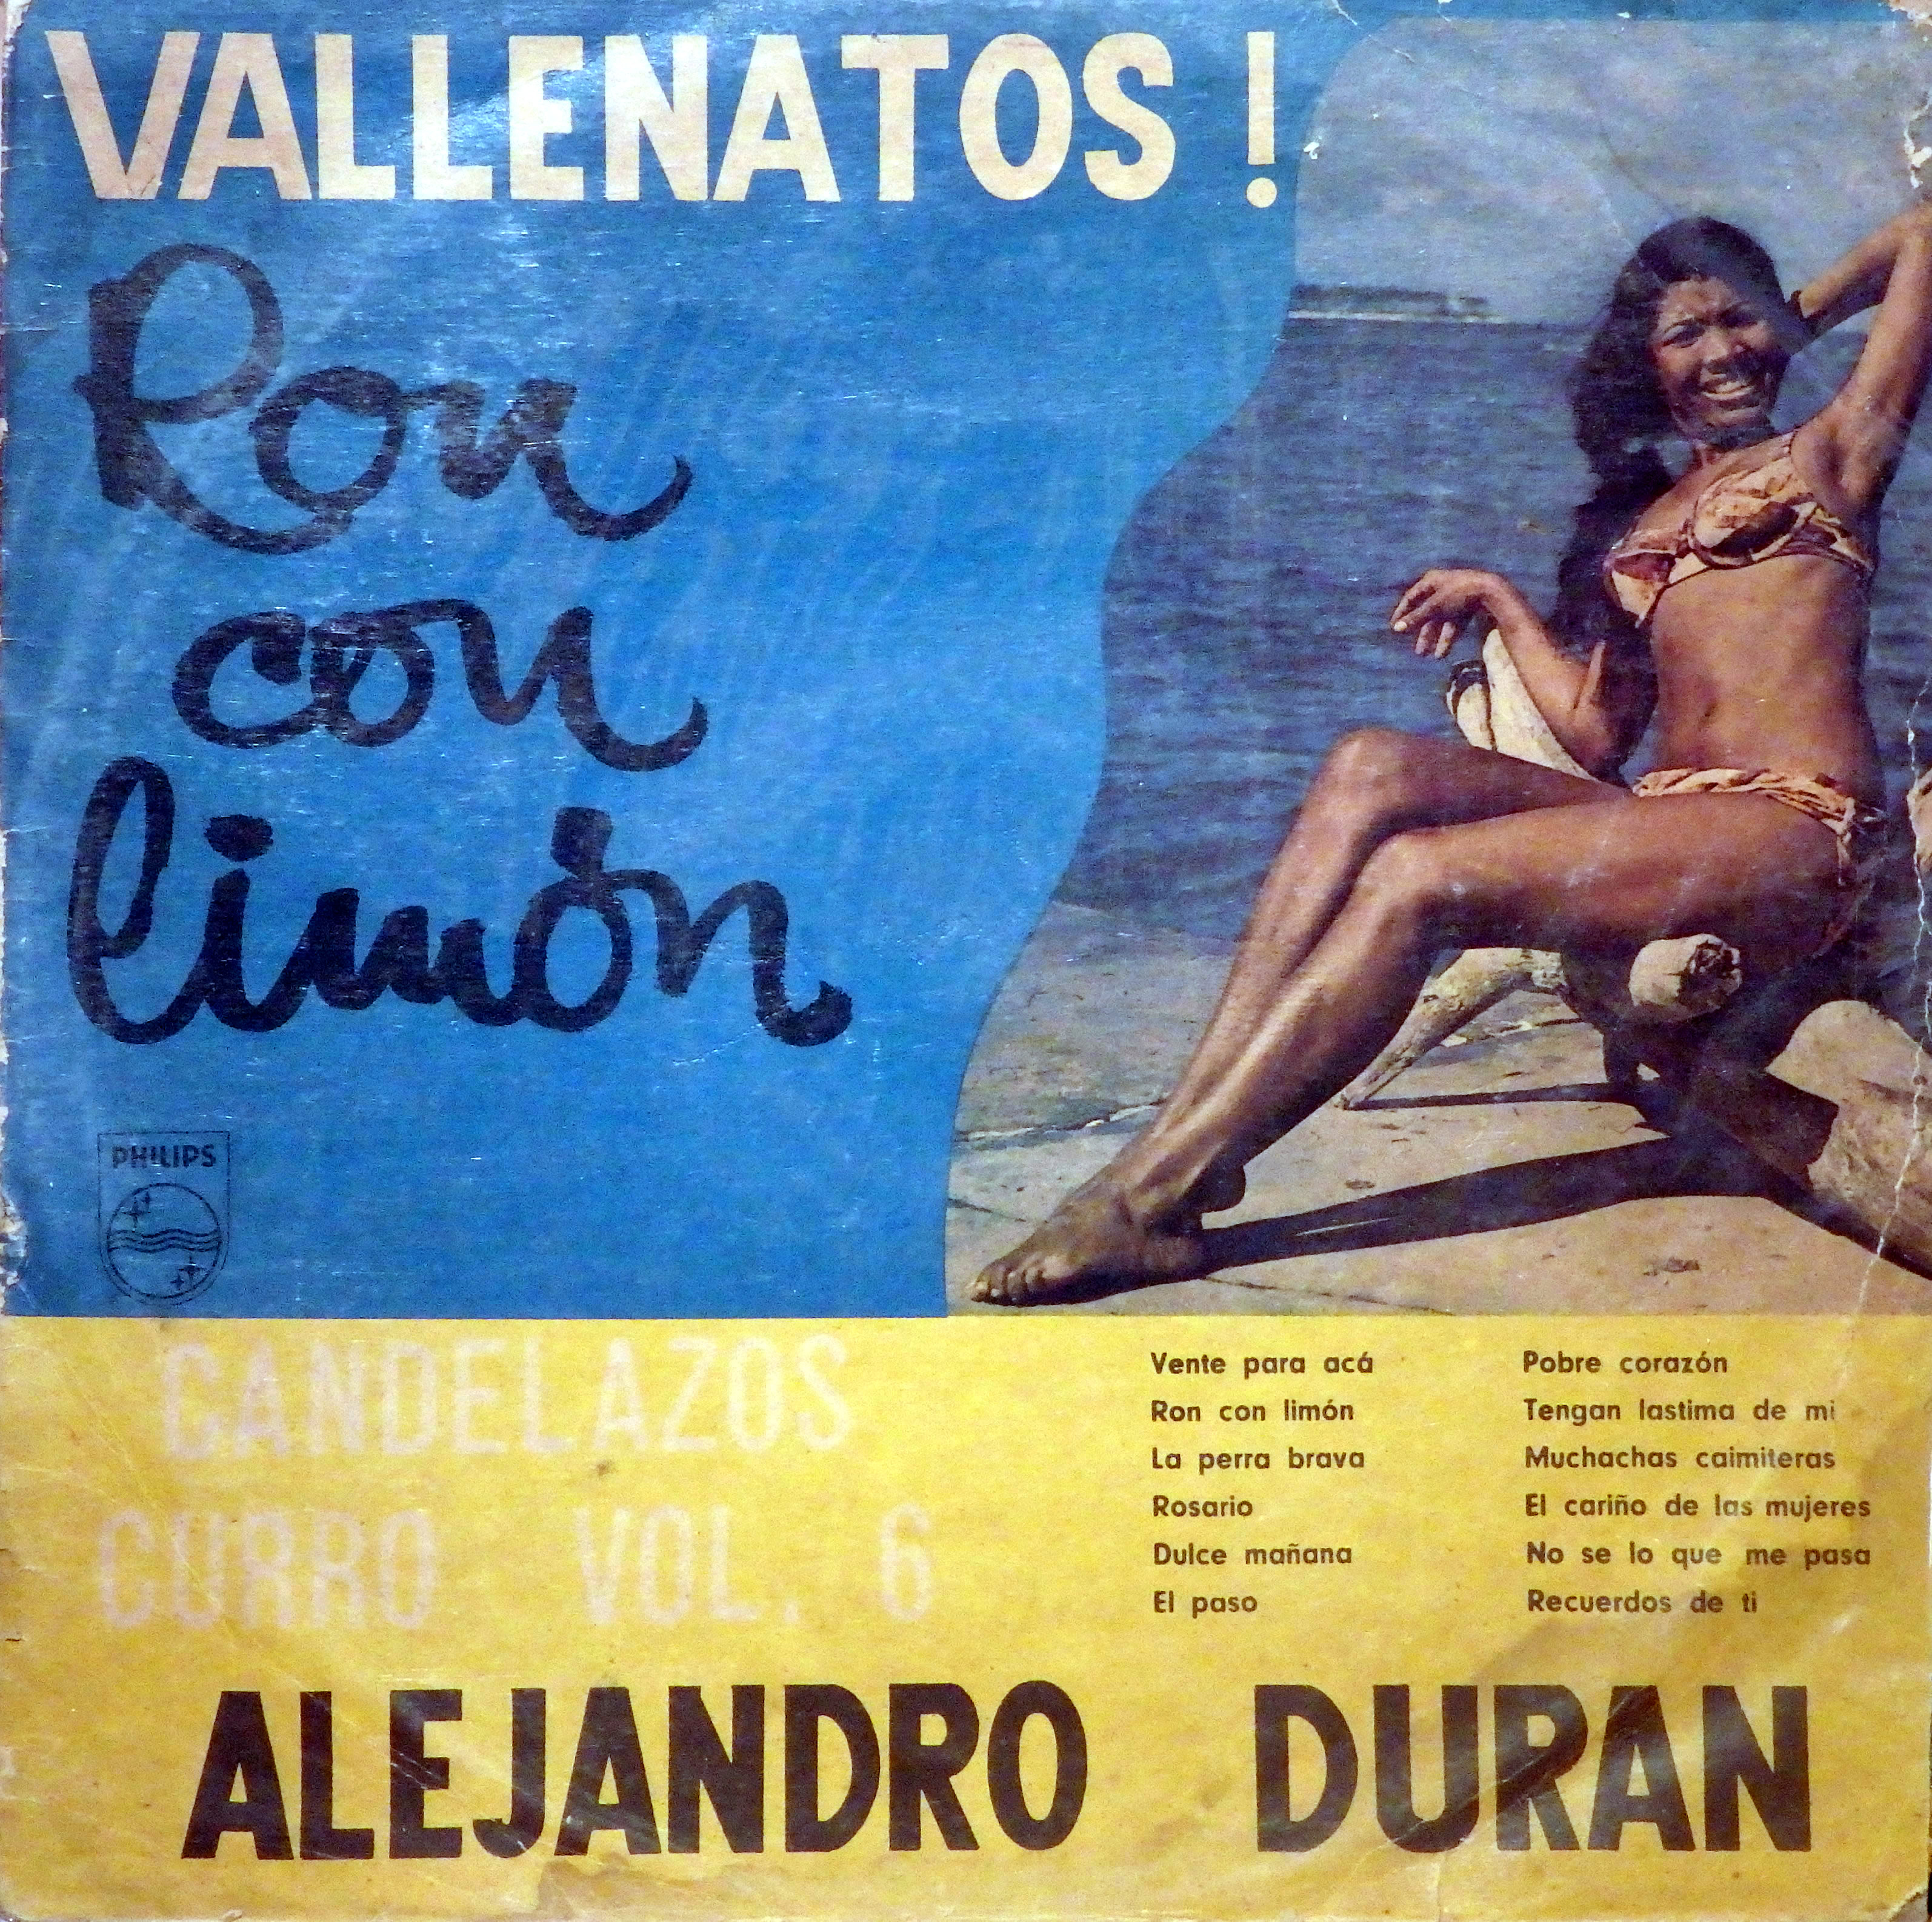 VALLENATOS !
Ron
con
limón
PHILIPS
CANDELAZOS
CURRO VOL. 6
Vente para acá
Ron con limón
La perra brava
Rosario
Dulce mañana
El paso
Pobre corazón
Tengan lastima de mi
Muchachas caimiteras
El cariño de las mujeres
No se lo que me pasa
Recuerdos de ti
ALEJANDRO DURAN